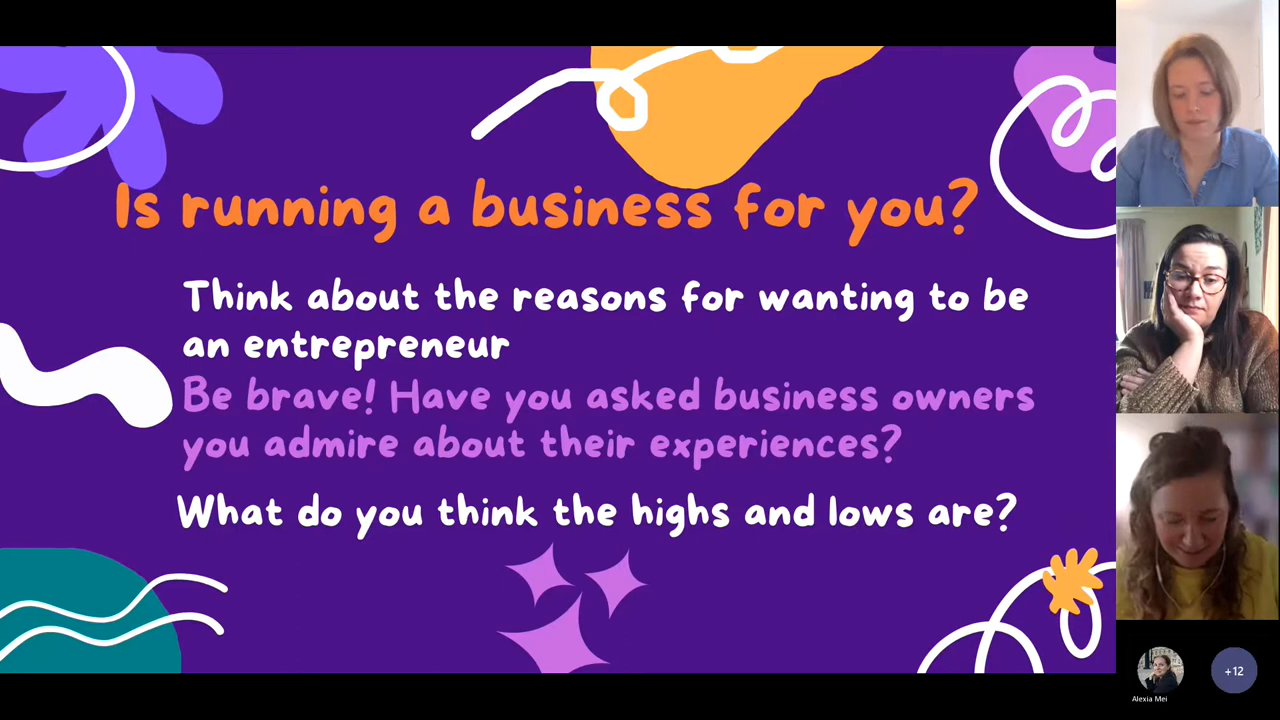 Is running a business for you?
Think about the reasons for wanting to be
an entrepreneur
Be brave! Have you asked business owners
you admire about their experiences?
What do you think the highs and lows are?
Alexia Mei
+12